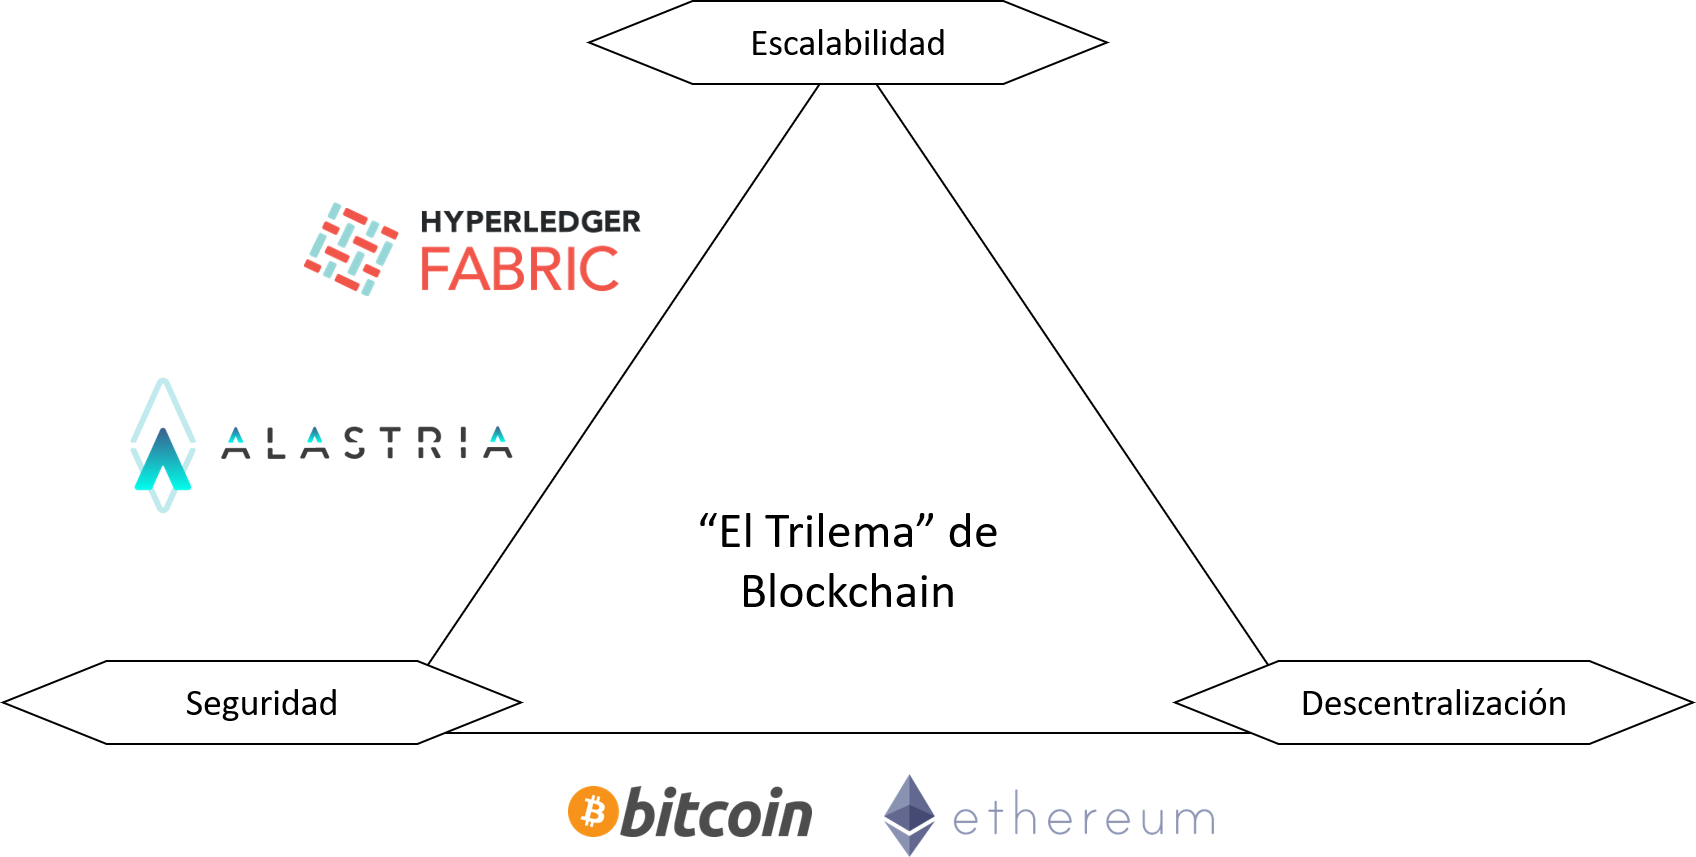 Escalabilidad
HYPERLEDGER
FABRIC
ALASTRIA
“El Trilema” de
Blockchain
Seguridad
Descentralización
bitcoin
ethereum